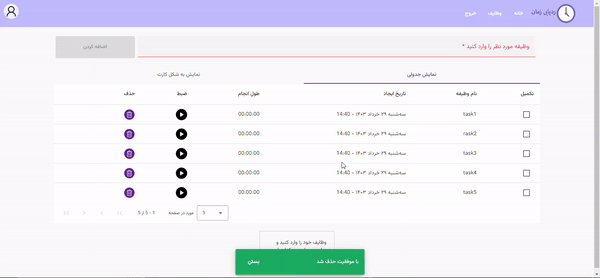 ردیاب زمان
خانه
وظایف
خروج
وظیفه مورد نظر را وارد کنید *
اضافه کردن
نمایش جدولی
نمایش به شکل کارت
تکمیل نام وظیفه تاریخ ایجاد طول انجام ضبط حذف
task1 سه‌شنبه ۲۹ خرداد ۱۴۰۳ - 14:40 00:00:00
rask2 سه‌شنبه ۲۹ خرداد ۱۴۰۳ - 14:40 00:00:00
task3 سه‌شنبه ۲۹ خرداد ۱۴۰۳ - 14:40 00:00:00
task4 سه‌شنبه ۲۹ خرداد ۱۴۰۳ - 14:40 00:00:00
task5 سه‌شنبه ۲۹ خرداد ۱۴۰۳ - 14:40 00:00:00
مورد در صفحه 5 1 - 5 از 5
وظایف خود را وارد کنید و
با موفقیت حذف شد
بستن